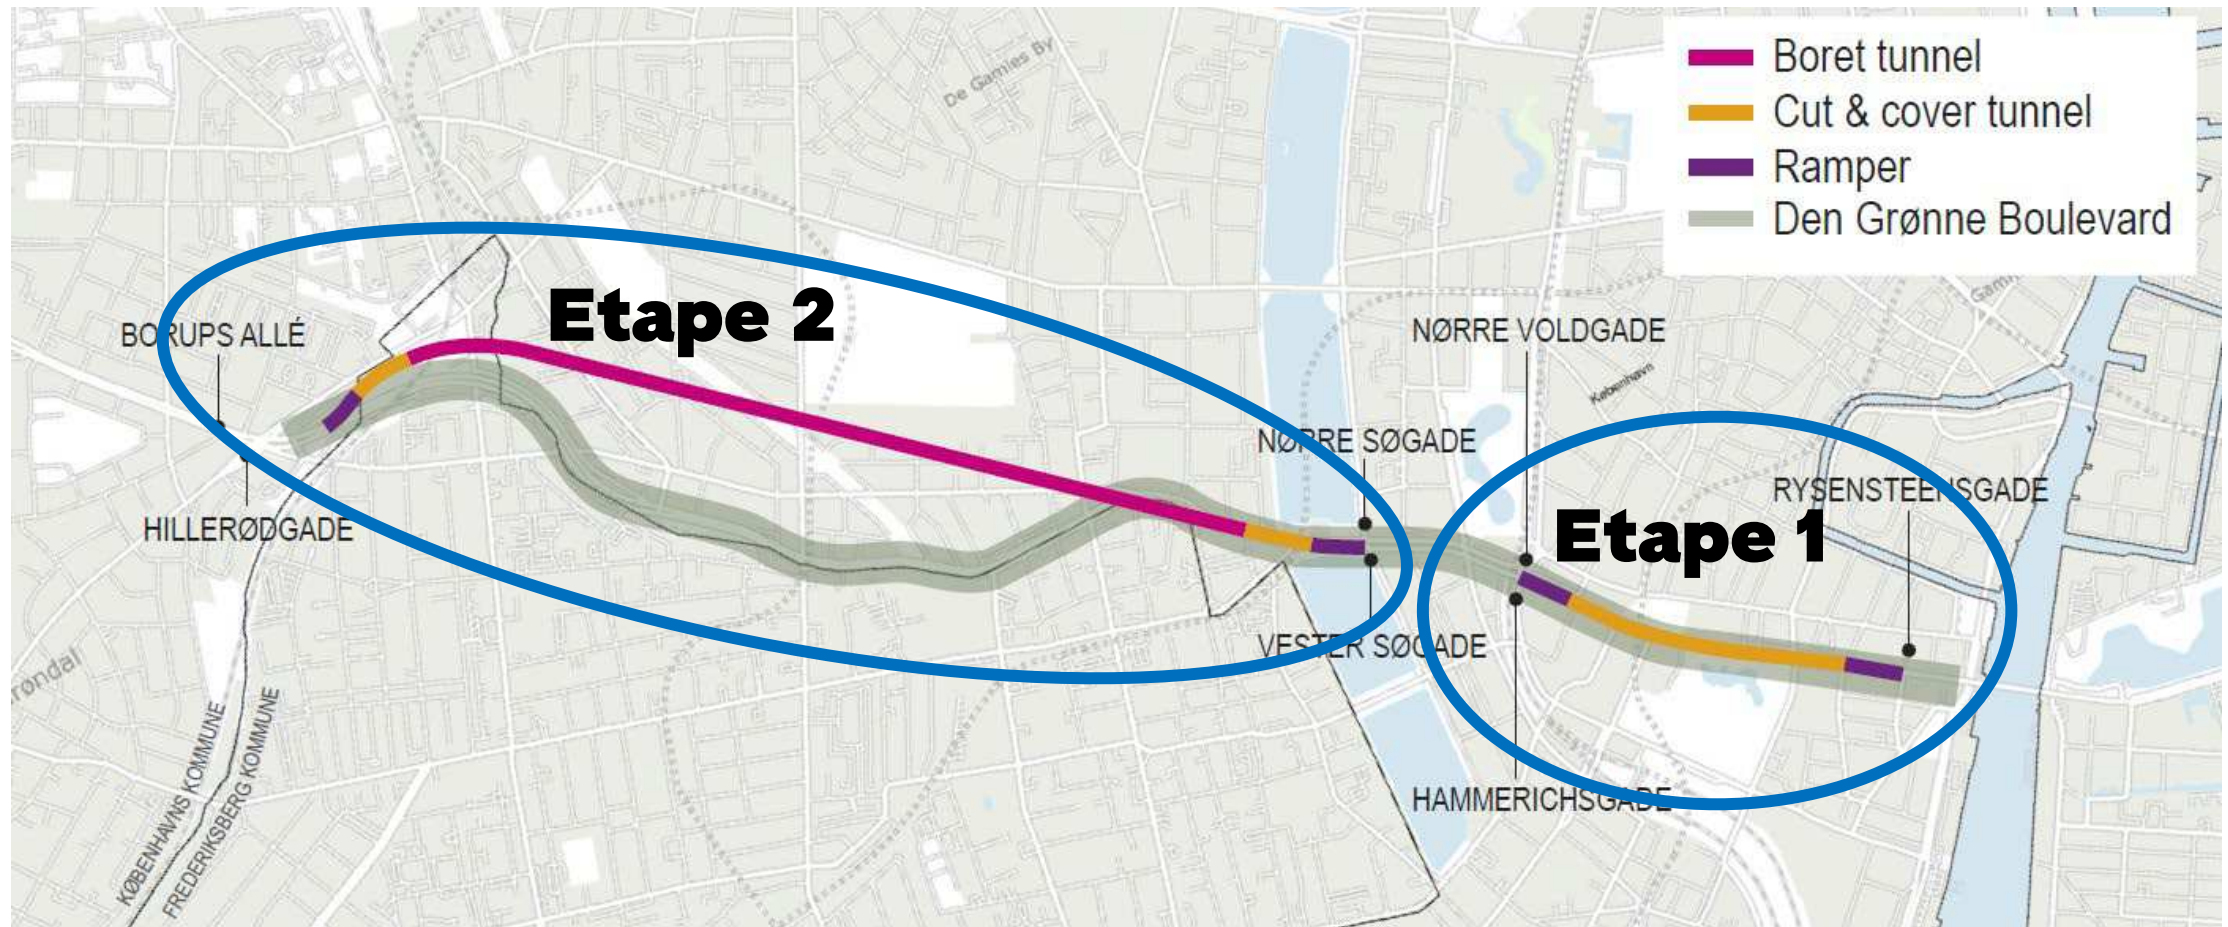 Boret tunnel
Cut & cover tunnel
Ramper
Den Grønne Boulevard
De Gamles By
Etape 2
BORUPS ALLÉ
NØRRE VOLDGADE
København
NØRRE SØGADE
RYSENSTEENSGADE
Etape 1
HILLERØDGADE
VESTER SØGADE
HAMMERICHSGADE
KØBENHAVNS KOMMUNE
FREDERIKSBERG KOMMUNE